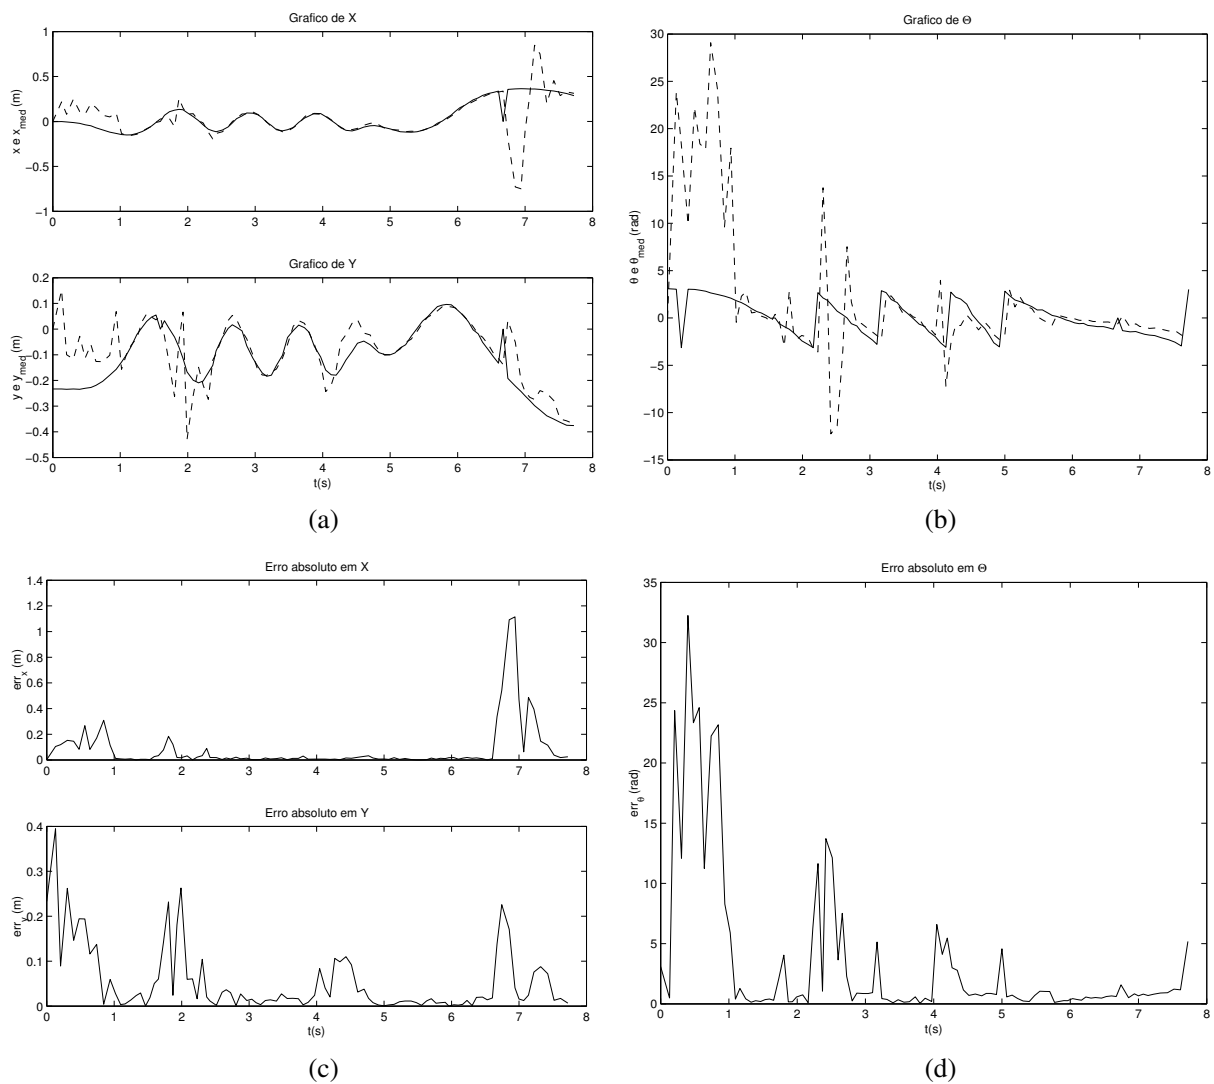 Grafico de X
1
0.5
0
−0.5
−1
x e x_med (m)
0 1 2 3 4 5 6 7 8
Grafico de Y
0.2
0.1
0
−0.1
−0.2
−0.3
−0.4
−0.5
y e y_med (m)
0 1 2 3 4 5 6 7 8
t(s)
(a)
Grafico de Θ
30
25
20
15
10
5
0
−5
−10
−15
θ e θ_med (rad)
0 1 2 3 4 5 6 7 8
t(s)
(b)
Erro absoluto em X
1.4
1.2
1
0.8
0.6
0.4
0.2
0
err_x (m)
0 1 2 3 4 5 6 7 8
Erro absoluto em Y
0.4
0.3
0.2
0.1
0
err_y (m)
0 1 2 3 4 5 6 7 8
t(s)
(c)
Erro absoluto em Θ
35
30
25
20
15
10
5
0
err_θ (rad)
0 1 2 3 4 5 6 7 8
t(s)
(d)